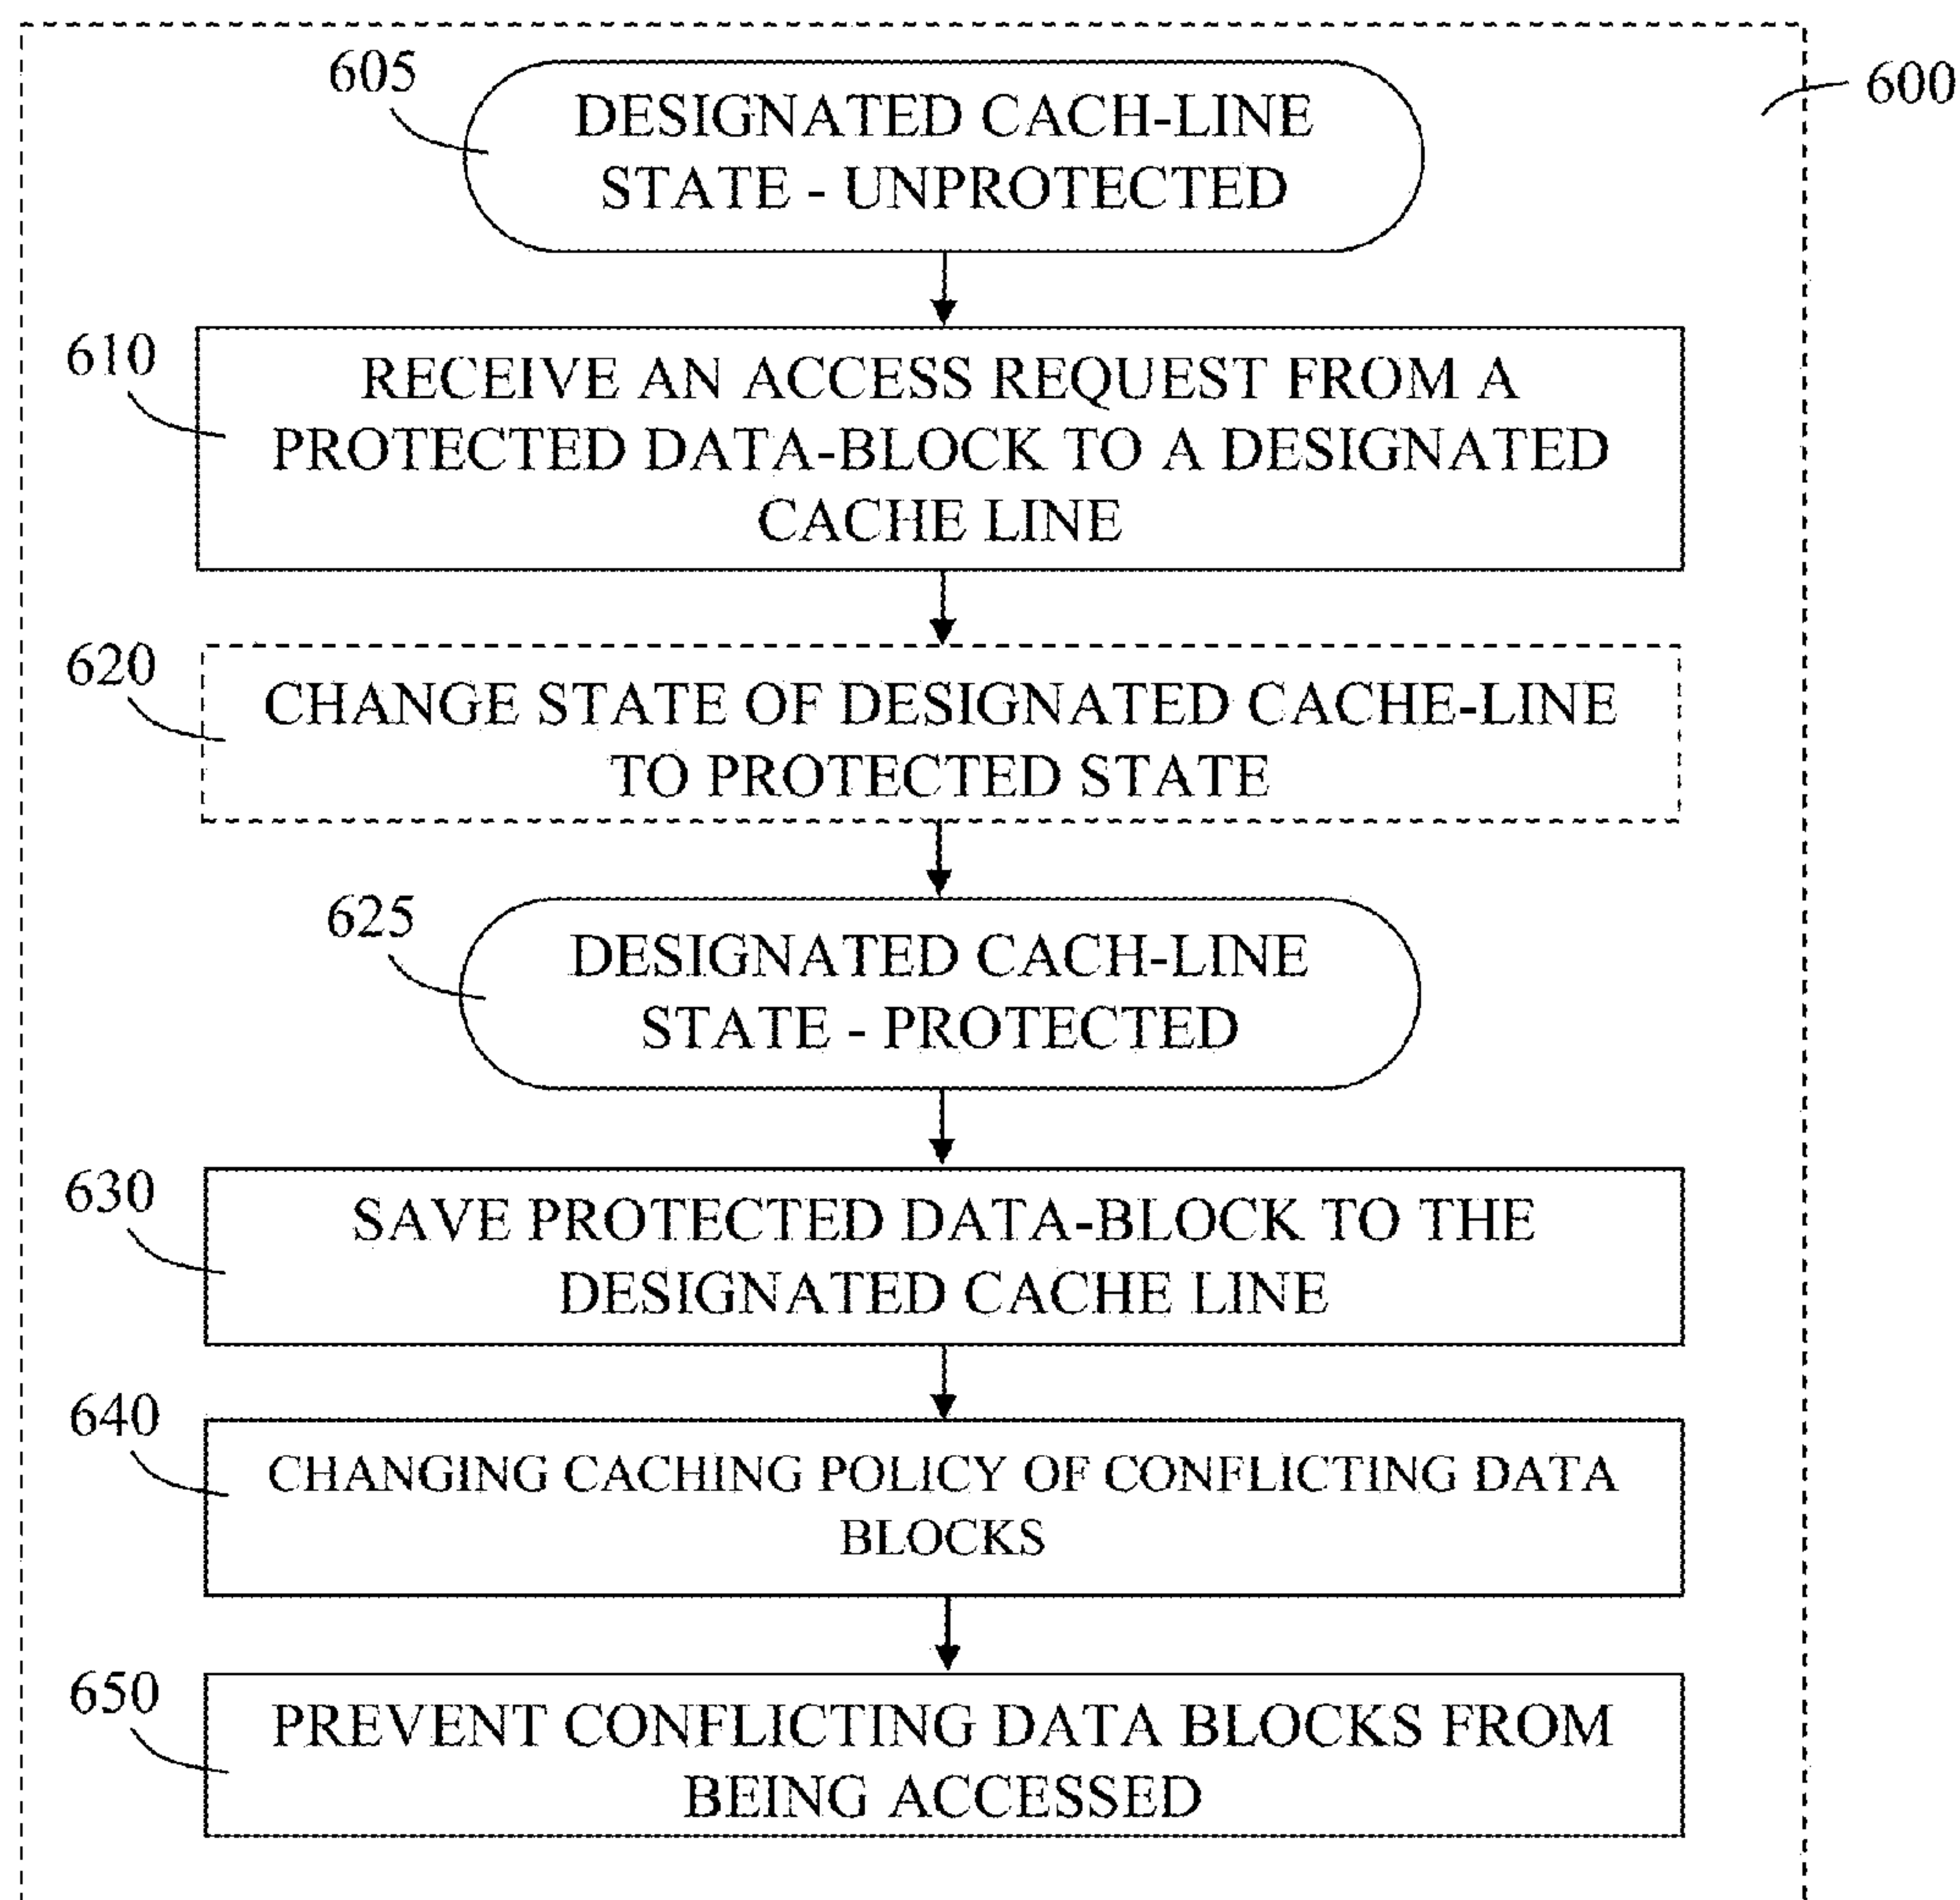 605
DESIGNATED CACH-LINE
STATE - UNPROTECTED
600
610
RECEIVE AN ACCESS REQUEST FROM A
PROTECTED DATA-BLOCK TO A DESIGNATED
CACHE LINE
620
CHANGE STATE OF DESIGNATED CACHE-LINE
TO PROTECTED STATE
625
DESIGNATED CACH-LINE
STATE - PROTECTED
630
SAVE PROTECTED DATA-BLOCK TO THE
DESIGNATED CACHE LINE
640
CHANGING CACHING POLICY OF CONFLICTING DATA
BLOCKS
650
PREVENT CONFLICTING DATA BLOCKS FROM
BEING ACCESSED